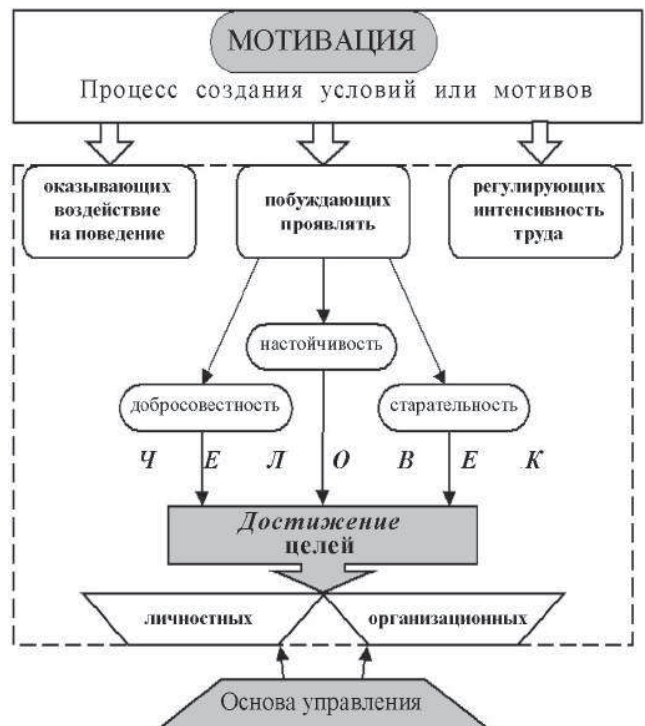 МОТИВАЦИЯ
Процесс создания условий или мотивов
оказывающих
воздействие
на поведение
побуждающих
проявлять
регулирующих
интенсивность
труда
настойчивость
добросовестность
старательность
Ч Е Л О В Е К
Достижение
целей
личностных
организационных
Основа управления